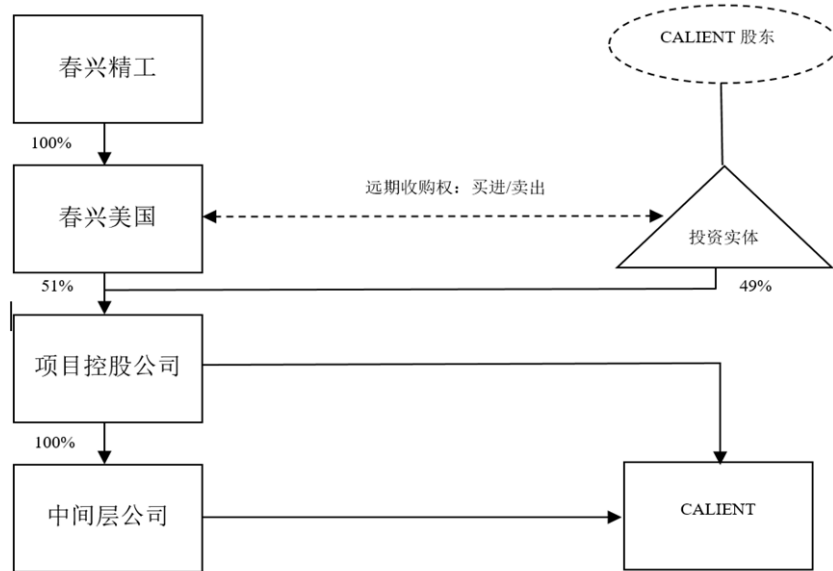 春兴精工
CALIENT 股东
100%
春兴美国
远期收购权：买进/卖出
投资实体
51%
49%
项目控股公司
100%
中间层公司
CALIENT